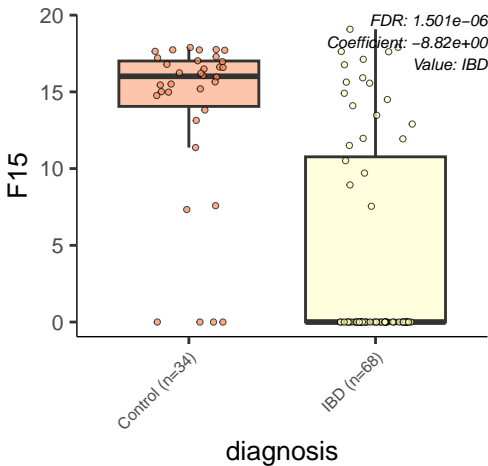 FDR: 1.501e−06
Coefficient: −8.82e+00
Value: IBD
20
15
10
5
0
F15
Control (n=34)
IBD (n=68)
diagnosis